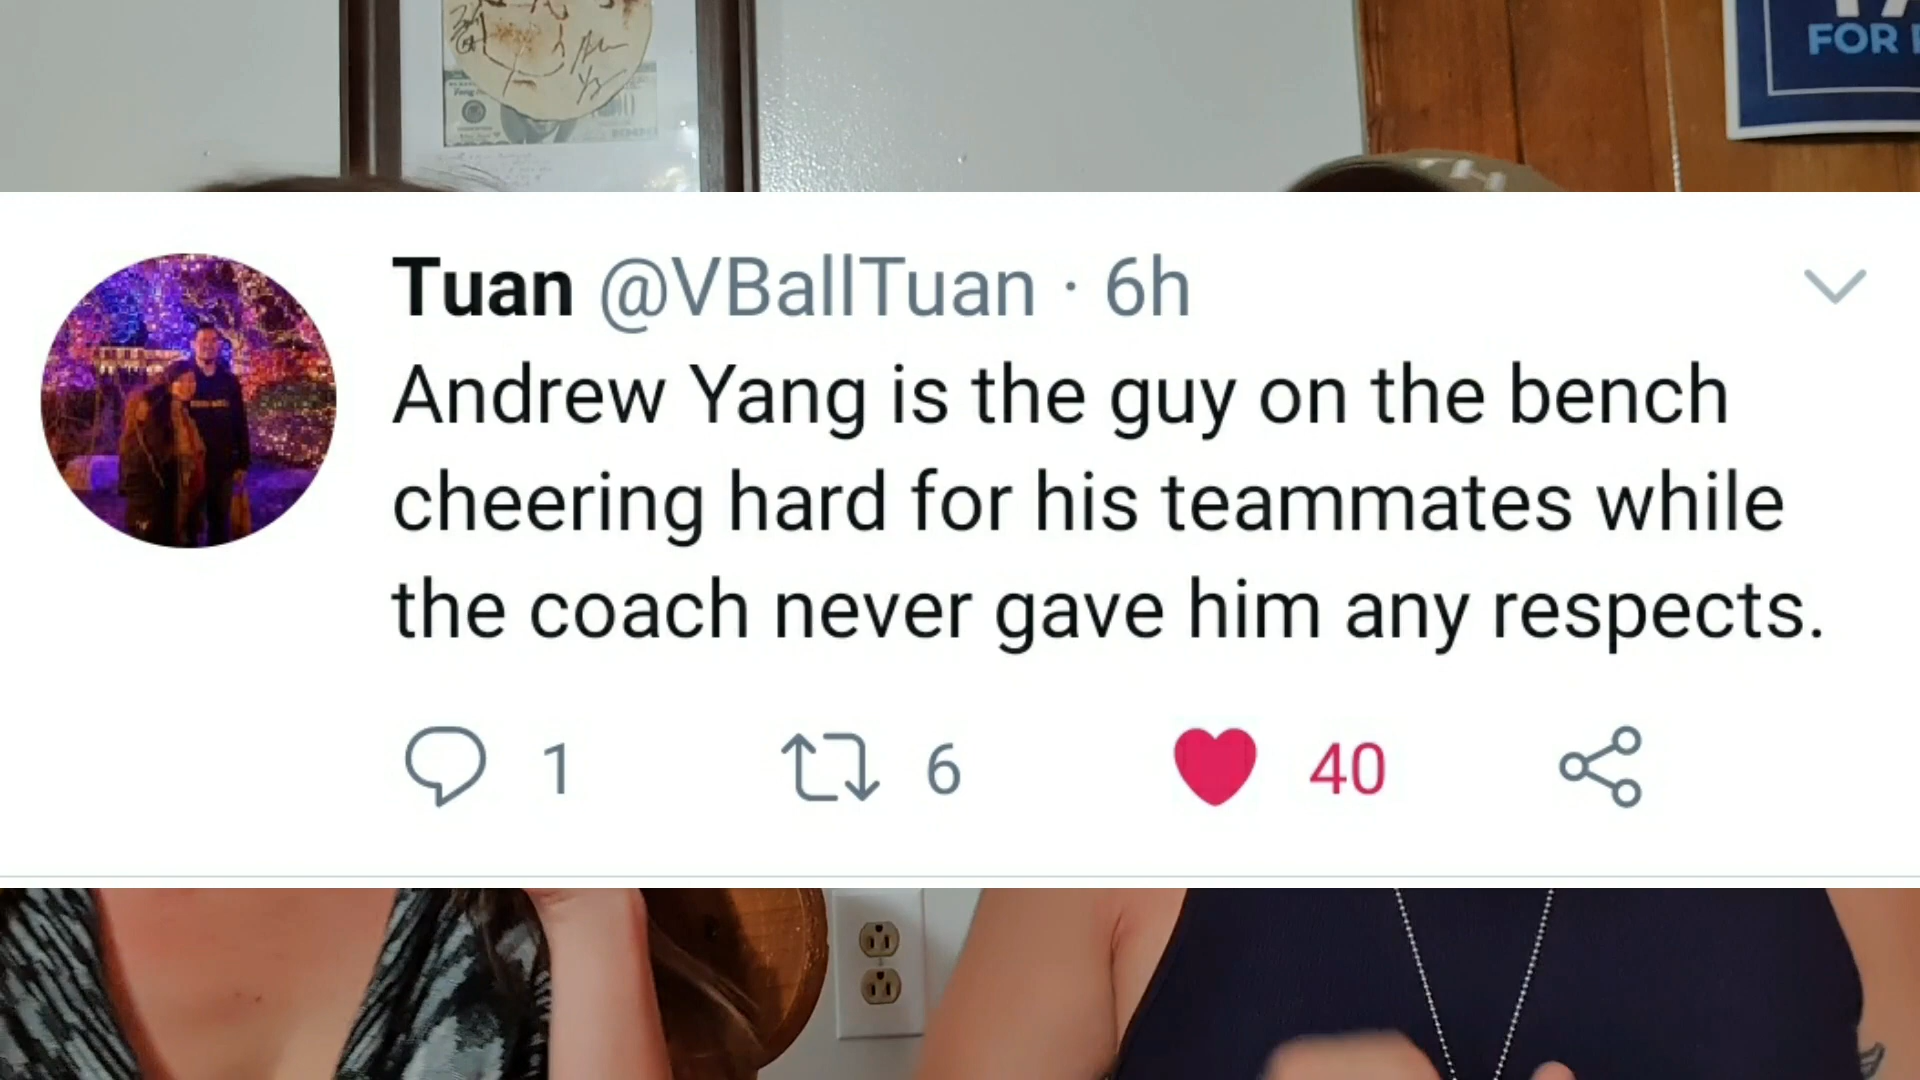 FOR
Tuan @VBallTuan · 6h
Andrew Yang is the guy on the bench
cheering hard for his teammates while
the coach never gave him any respects.
1 6 40